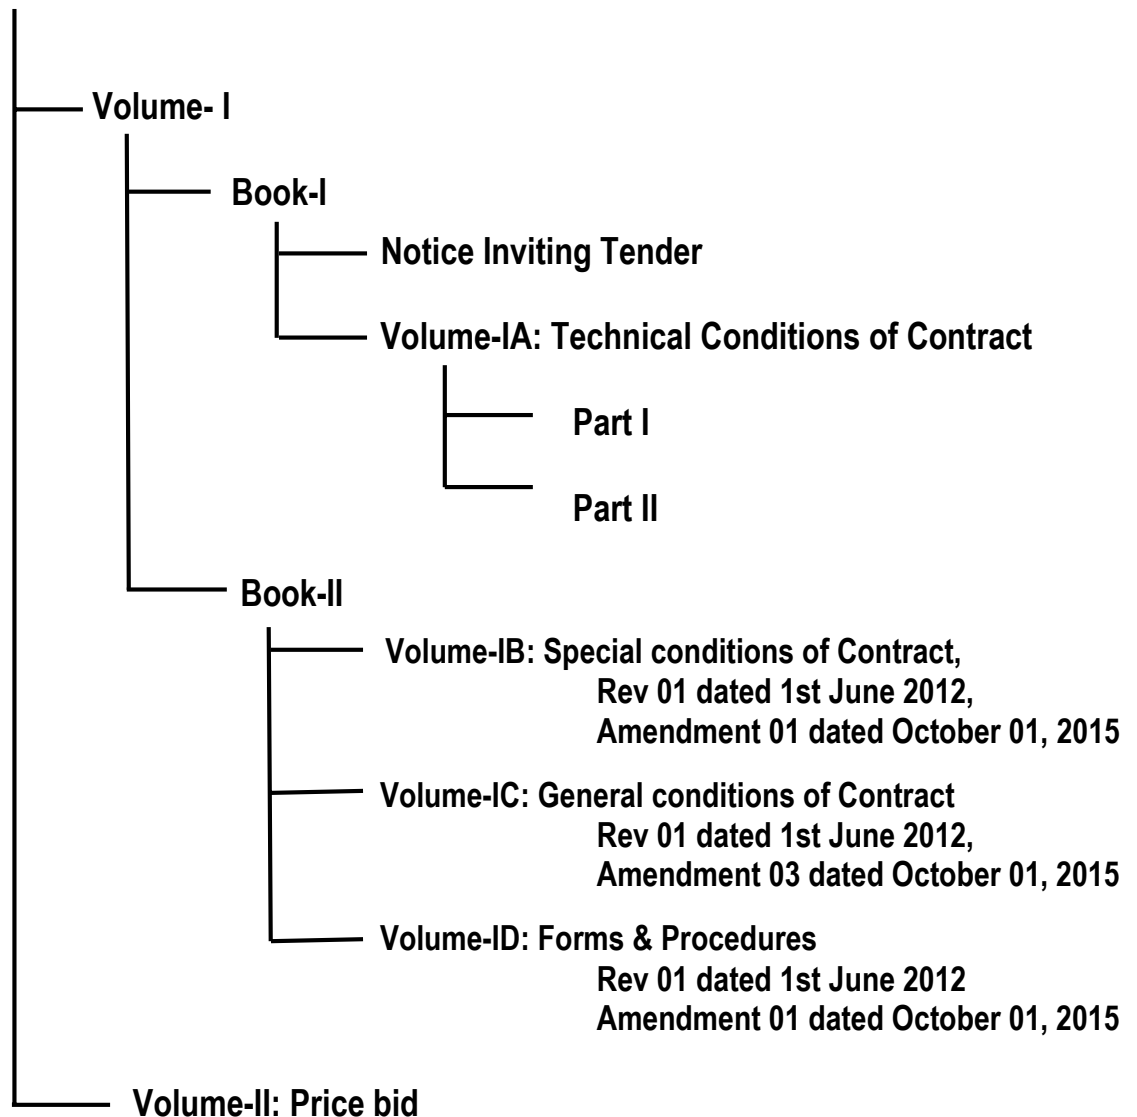 Volume- I
Book-I
Notice Inviting Tender
Volume-IA: Technical Conditions of Contract
Part I
Part II
Book-II
Volume-IB: Special conditions of Contract,
Rev 01 dated 1st June 2012,
Amendment 01 dated October 01, 2015
Volume-IC: General conditions of Contract
Rev 01 dated 1st June 2012,
Amendment 03 dated October 01, 2015
Volume-ID: Forms & Procedures
Rev 01 dated 1st June 2012
Amendment 01 dated October 01, 2015
Volume-II: Price bid